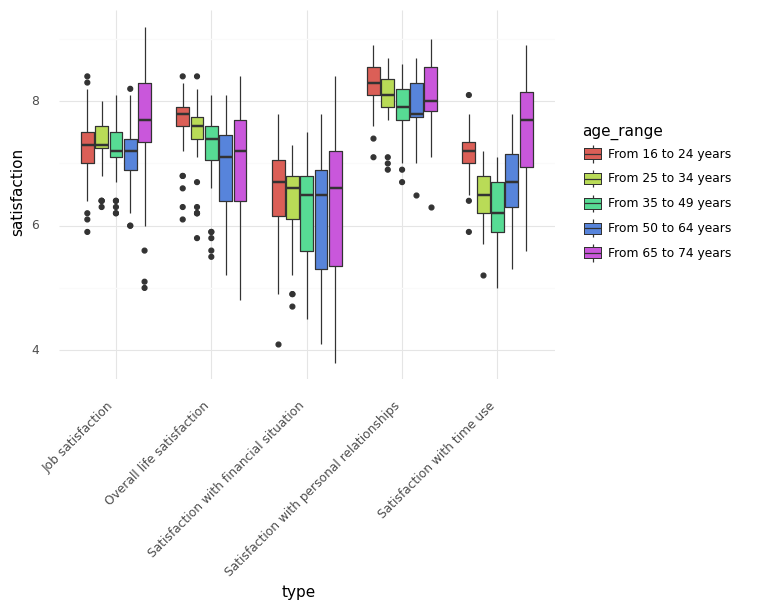 satisfaction
8
6
4
Job satisfaction
Overall life satisfaction
Satisfaction with financial situation
Satisfaction with personal relationships
Satisfaction with time use
type
age_range
From 16 to 24 years
From 25 to 34 years
From 35 to 49 years
From 50 to 64 years
From 65 to 74 years